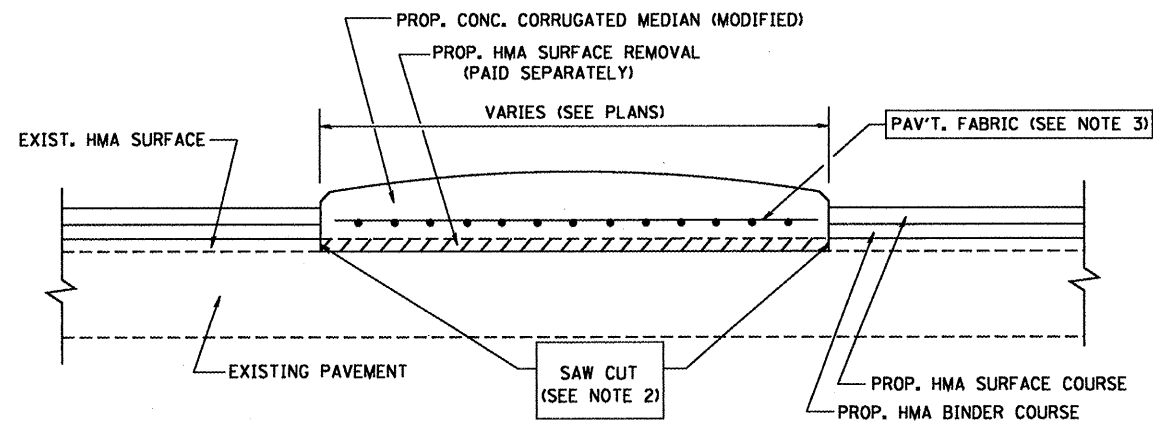 PROP. CONC. CORRUGATED MEDIAN (MODIFIED)
PROP. HMA SURFACE REMOVAL
(PAID SEPARATELY)
VARIES (SEE PLANS)
EXIST. HMA SURFACE
PAV'T. FABRIC (SEE NOTE 3)
EXISTING PAVEMENT
SAW CUT
(SEE NOTE 2)
PROP. HMA SURFACE COURSE
PROP. HMA BINDER COURSE